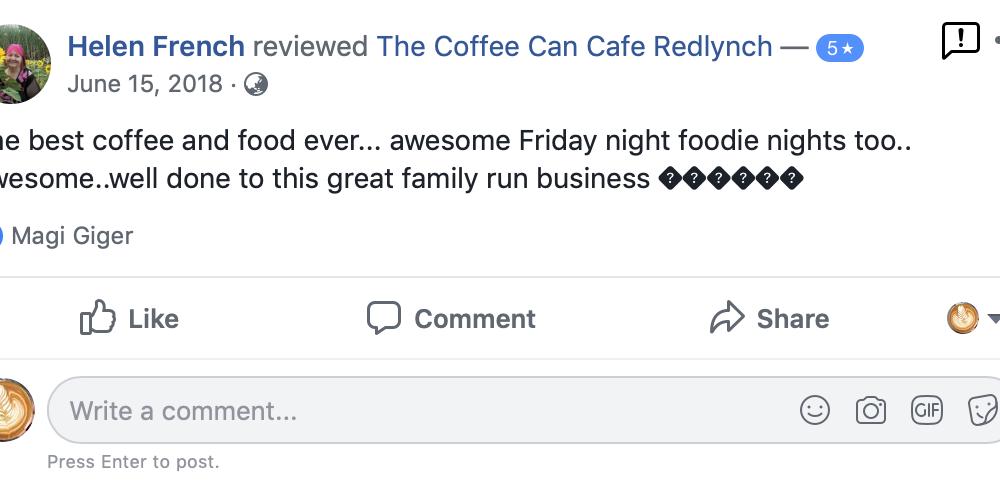 Helen French reviewed The Coffee Can Cafe Redlynch — 5★
June 15, 2018 ·
he best coffee and food ever... awesome Friday night foodie nights too..
wesome..well done to this great family run business ������
Magi Giger
Like Comment Share
Write a comment... GIF
Press Enter to post.